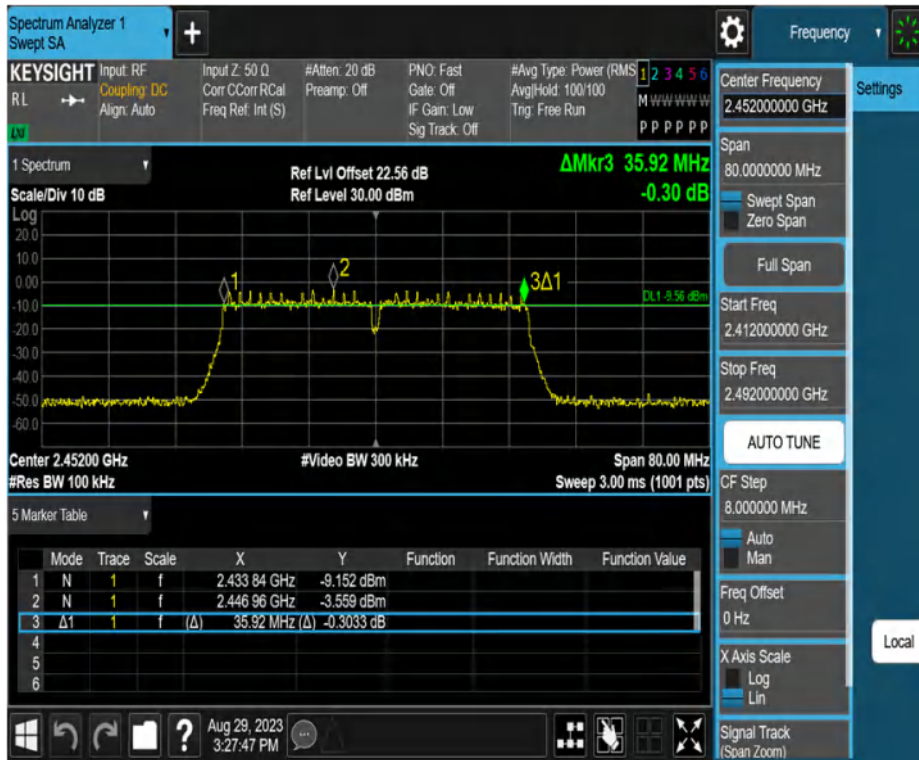 Spectrum Analyzer 1
Swept SA
Frequency
KEYSIGHT
RL
LXI
Input: RF
Coupling: DC
Align: Auto
Input Z: 50 Ω
Corr CCorr RCal
Freq Ref: Int (S)
#Atten: 20 dB
Preamp: Off
PNO: Fast
Gate: Off
IF Gain: Low
Sig Track: Off
#Avg Type: Power (RMS
Avg|Hold: 100/100
Trig: Free Run
1 2 3 4 5 6
M W W W W W
P P P P P P
1 Spectrum
Scale/Div 10 dB
Ref Lvl Offset 22.56 dB
Ref Level 30.00 dBm
ΔMkr3 35.92 MHz
-0.30 dB
Log
20.0
10.0
0.00
-10.0
-20.0
-30.0
-40.0
-50.0
-60.0
1
2
3Δ1
DL1 -9.56 dBm
Center 2.45200 GHz
#Video BW 300 kHz
Span 80.00 MHz
#Res BW 100 kHz
Sweep 3.00 ms (1001 pts)
5 Marker Table
Mode Trace Scale X Y Function Function Width Function Value
1 N 1 f 2.433 84 GHz -9.152 dBm
2 N 1 f 2.446 96 GHz -3.559 dBm
3 Δ1 1 f (Δ) 35.92 MHz (Δ) -0.3033 dB
4
5
6
?
Aug 29, 2023
3:27:47 PM
Center Frequency
2.452000000 GHz
Settings
Span
80.0000000 MHz
Swept Span
Zero Span
Full Span
Start Freq
2.412000000 GHz
Stop Freq
2.492000000 GHz
AUTO TUNE
CF Step
8.000000 MHz
Auto
Man
Freq Offset
0 Hz
Local
X Axis Scale
Log
Lin
Signal Track
(Span Zoom)